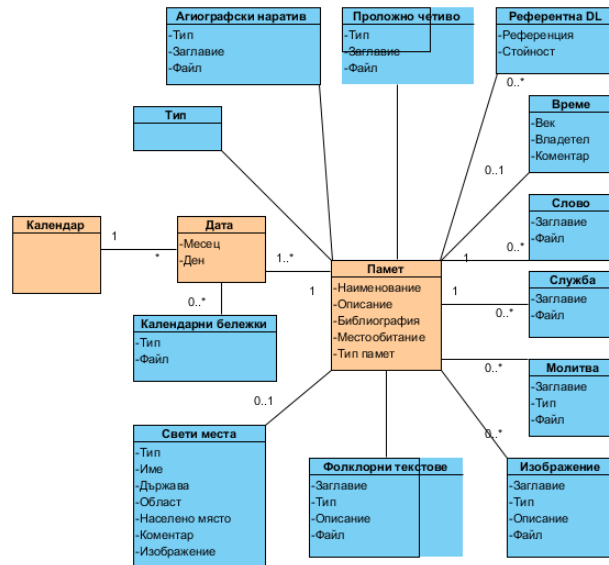 Агиографски наратив
-Тип
-Заглавие
-Файл
Проложно четиво
-Тип
-Заглавие
-Файл
Референтна DL
-Референция
-Стойност
0..*
Тип
Време
-Век
-Владетел
-Коментар
0..1
Слово
-Заглавие
-Файл
0..*
1
Календар
1
*
Дата
-Месец
-Ден
1..*
1
0..*
Календарни бележки
-Тип
-Файл
Памет
-Наименование
-Описание
-Библиография
-Местообитание
-Тип памет
1
Служба
-Заглавие
-Файл
0..*
Молитва
-Заглавие
-Тип
-Файл
0..*
0..1
Свети места
-Тип
-Име
-Държава
-Област
-Населено място
-Коментар
-Изображение
Фолклорни текстове
-Заглавие
-Тип
-Описание
-Файл
0..*
Изображение
-Заглавие
-Тип
-Описание
-Файл